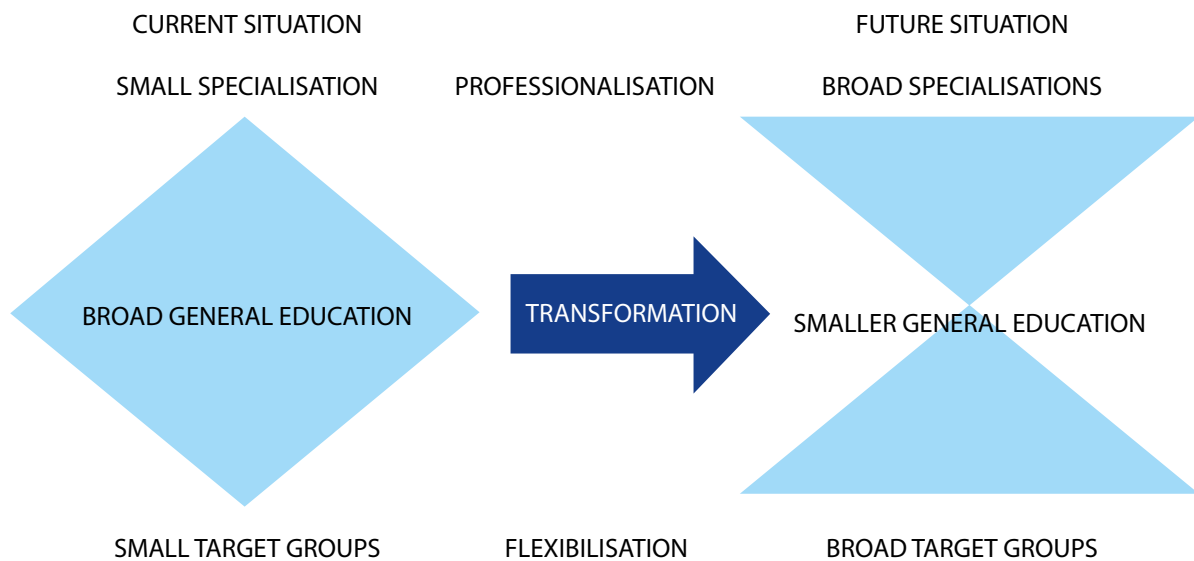 CURRENT SITUATION
FUTURE SITUATION
SMALL SPECIALISATION
PROFESSIONALISATION
BROAD SPECIALISATIONS
BROAD GENERAL EDUCATION
TRANSFORMATION
SMALLER GENERAL EDUCATION
SMALL TARGET GROUPS
FLEXIBILISATION
BROAD TARGET GROUPS